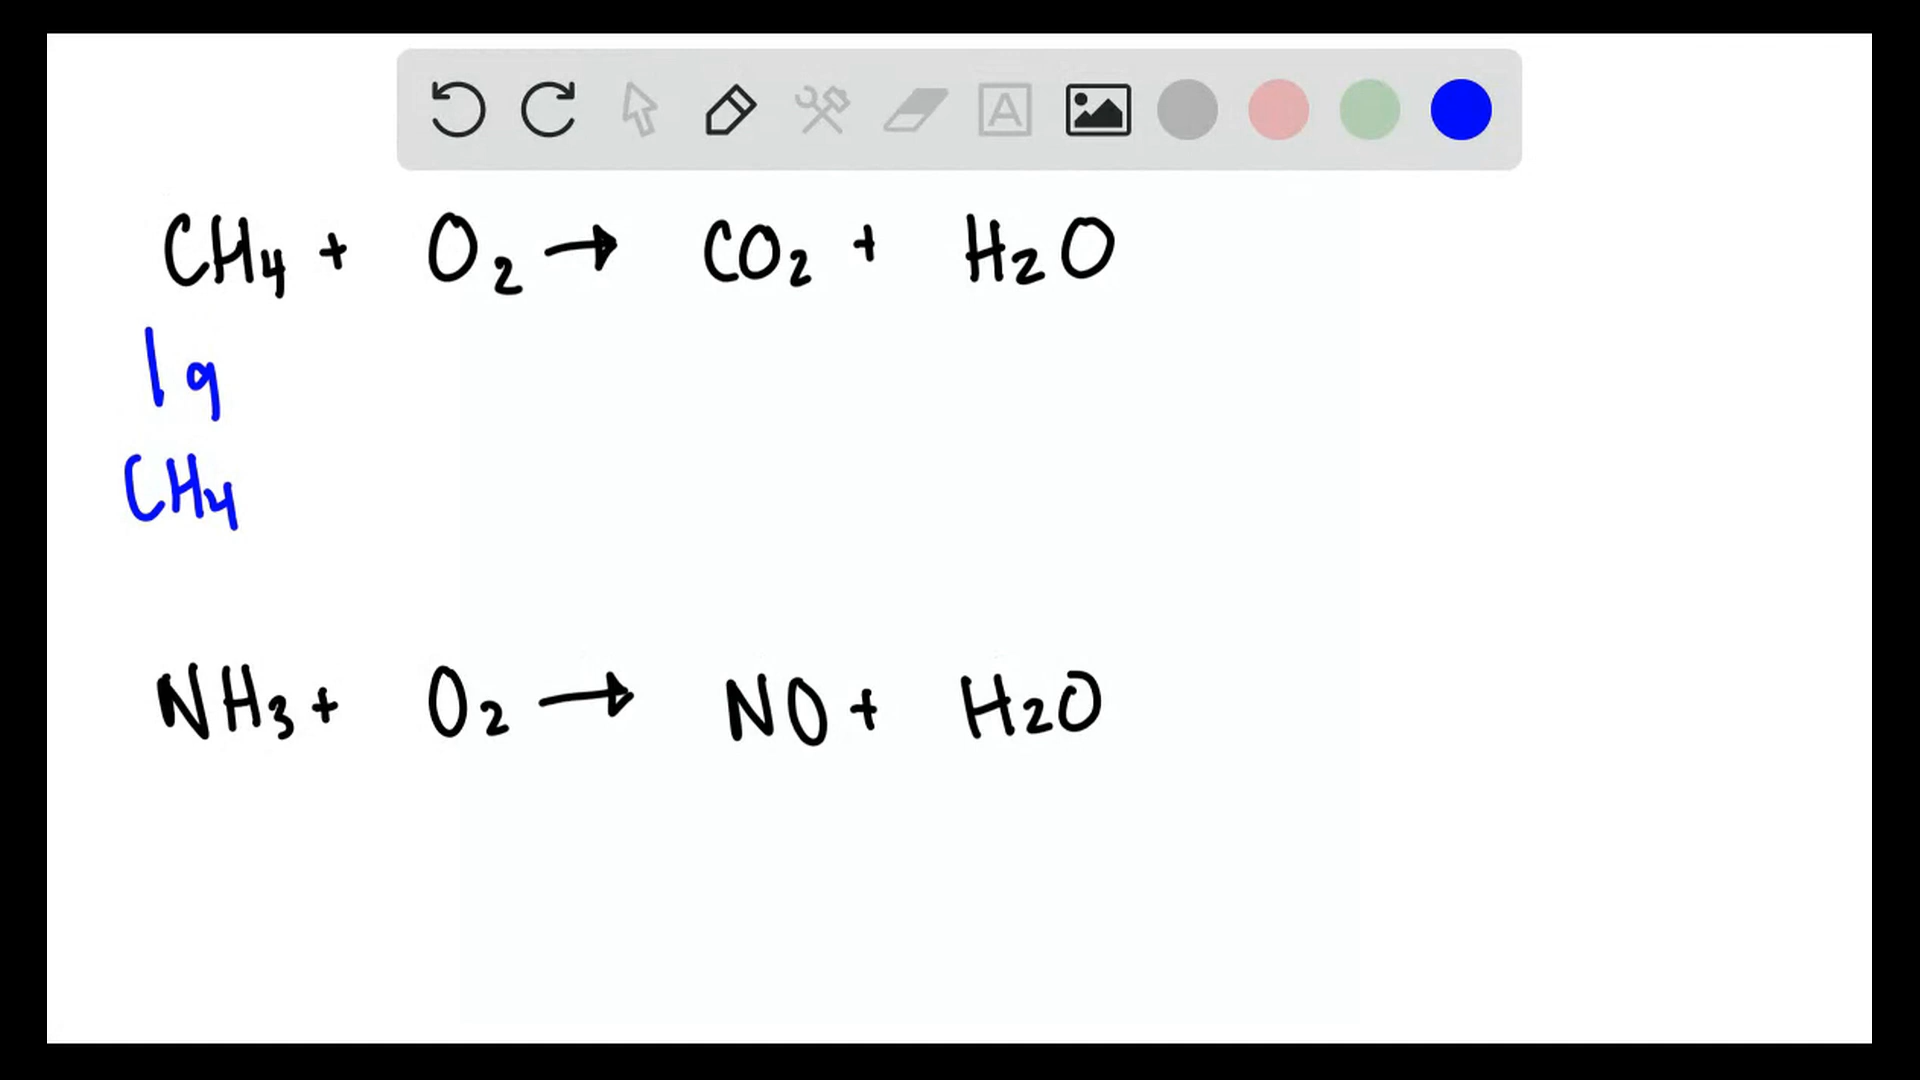 CH₄ + O₂ → CO₂ + H₂O
1g
CH₄
NH₃ + O₂ → NO + H₂O